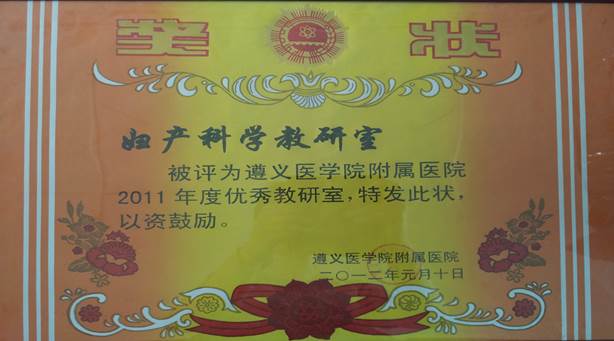 奖 状
妇产科学教研室
被评为遵义医学院附属医院
2011年度优秀教研室,特发此状,
以资鼓励。
遵义医学院附属医院
二〇一二年元月十日